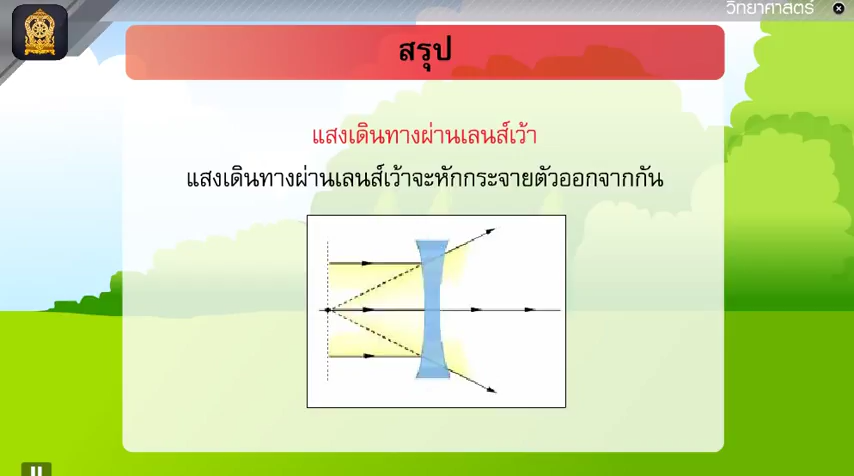 วิทยาศาสตร์
สรุป
แสงเดินทางผ่านเลนส์เว้า
แสงเดินทางผ่านเลนส์เว้าจะหักกระจายตัวออกจากกัน